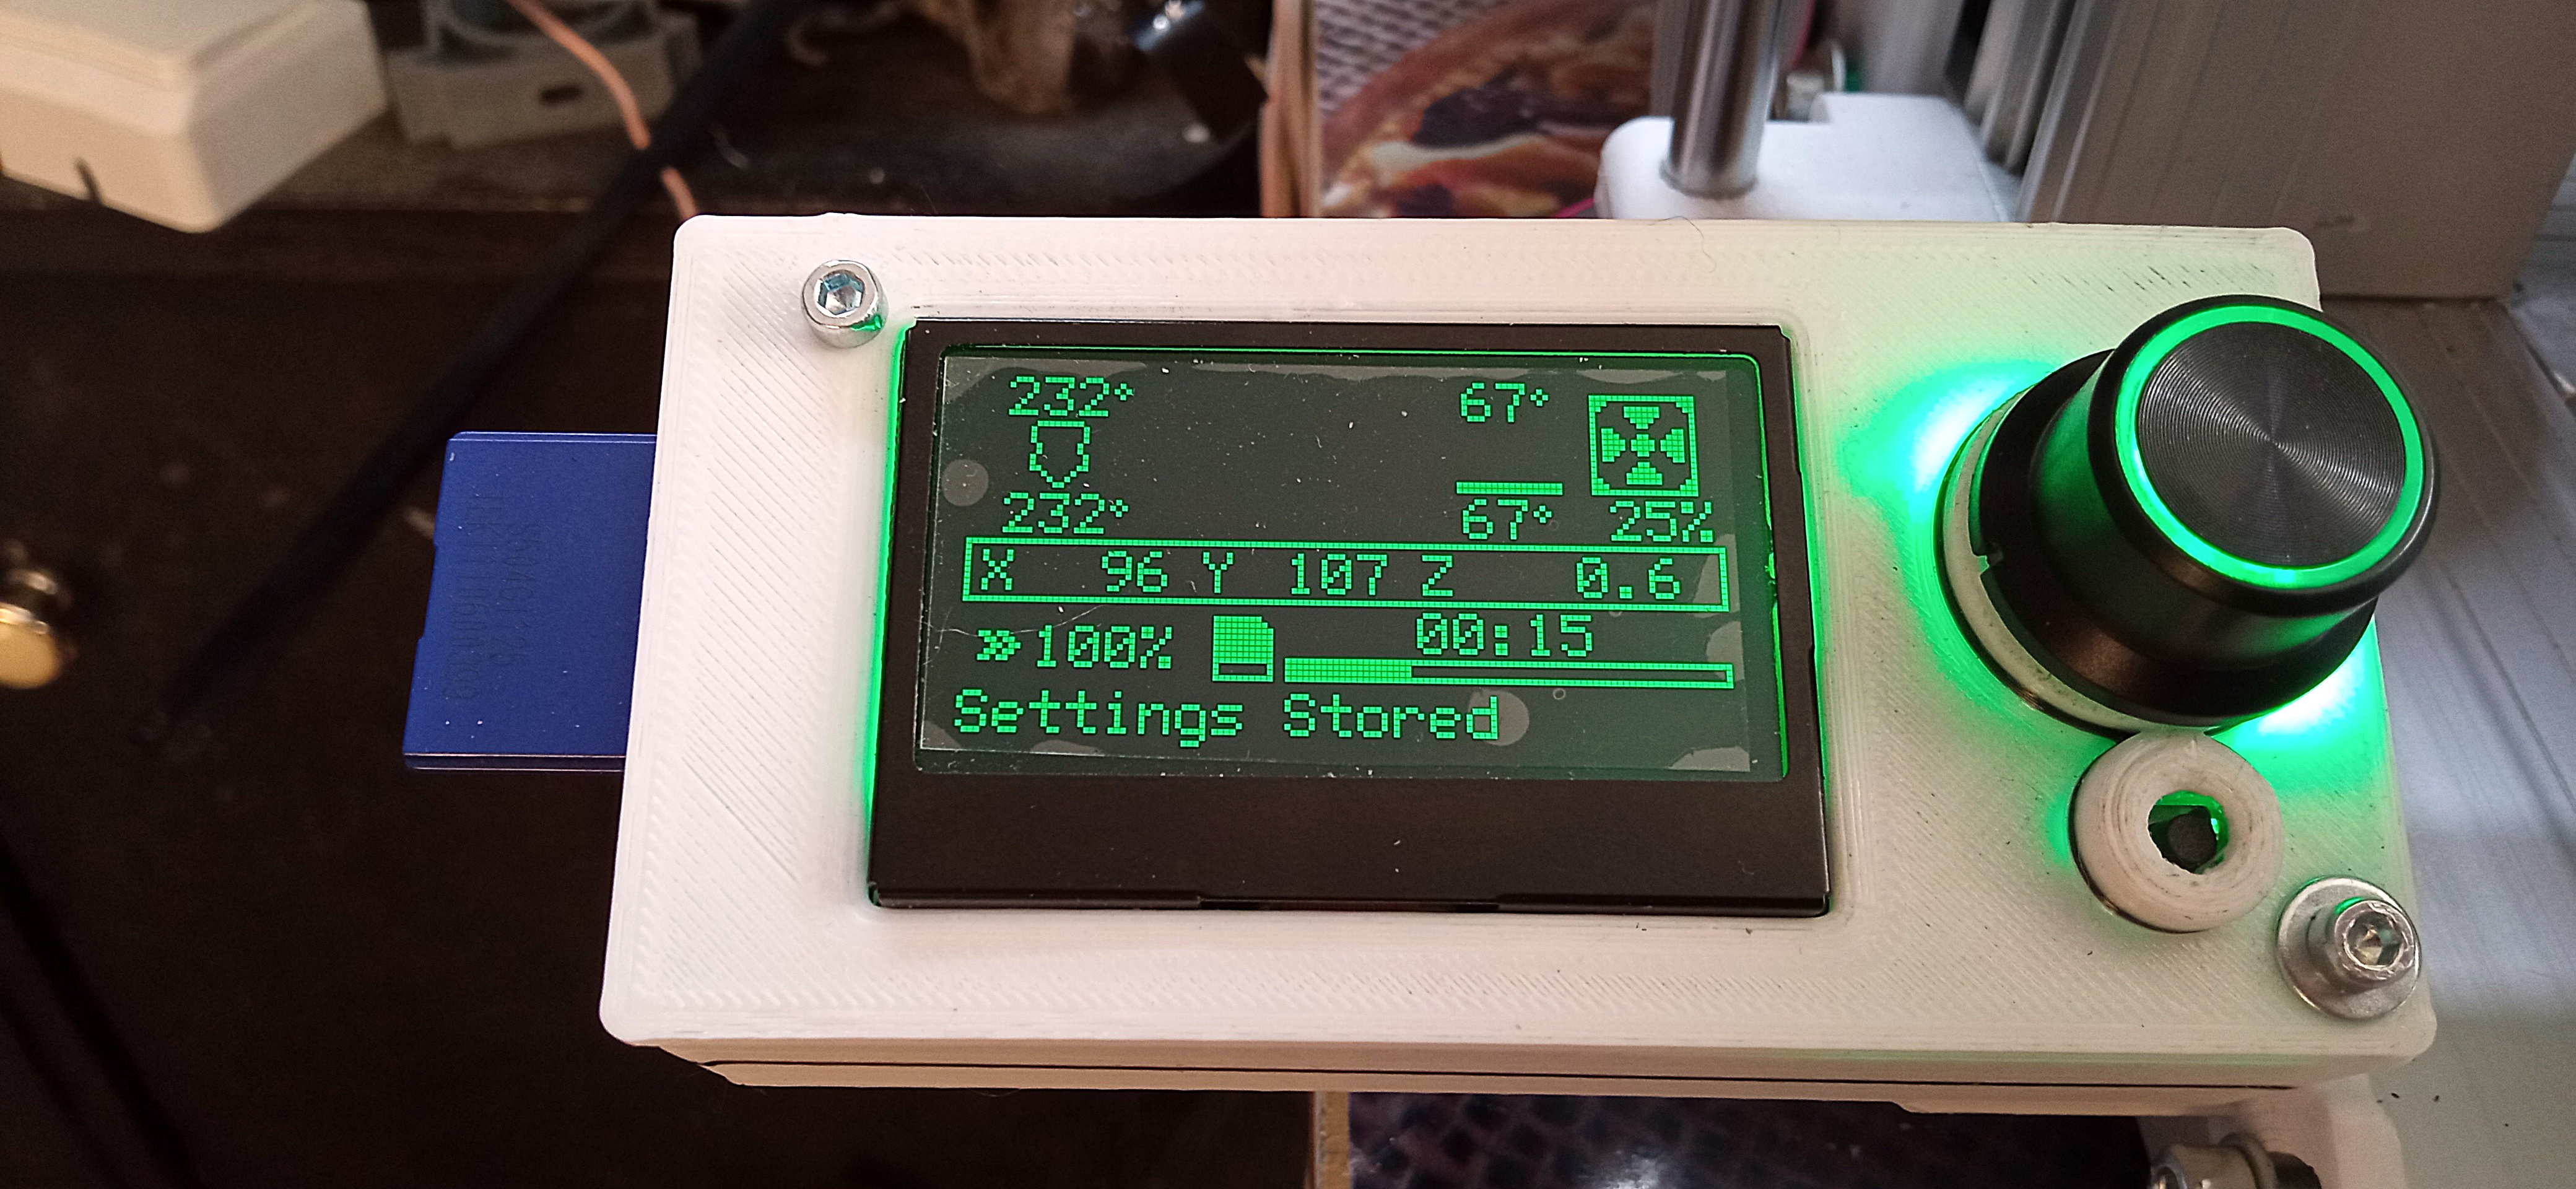 232° 67°
232° 67° 25%
X 96 Y 107 Z 0.6
»100% 00:15
Settings Stored